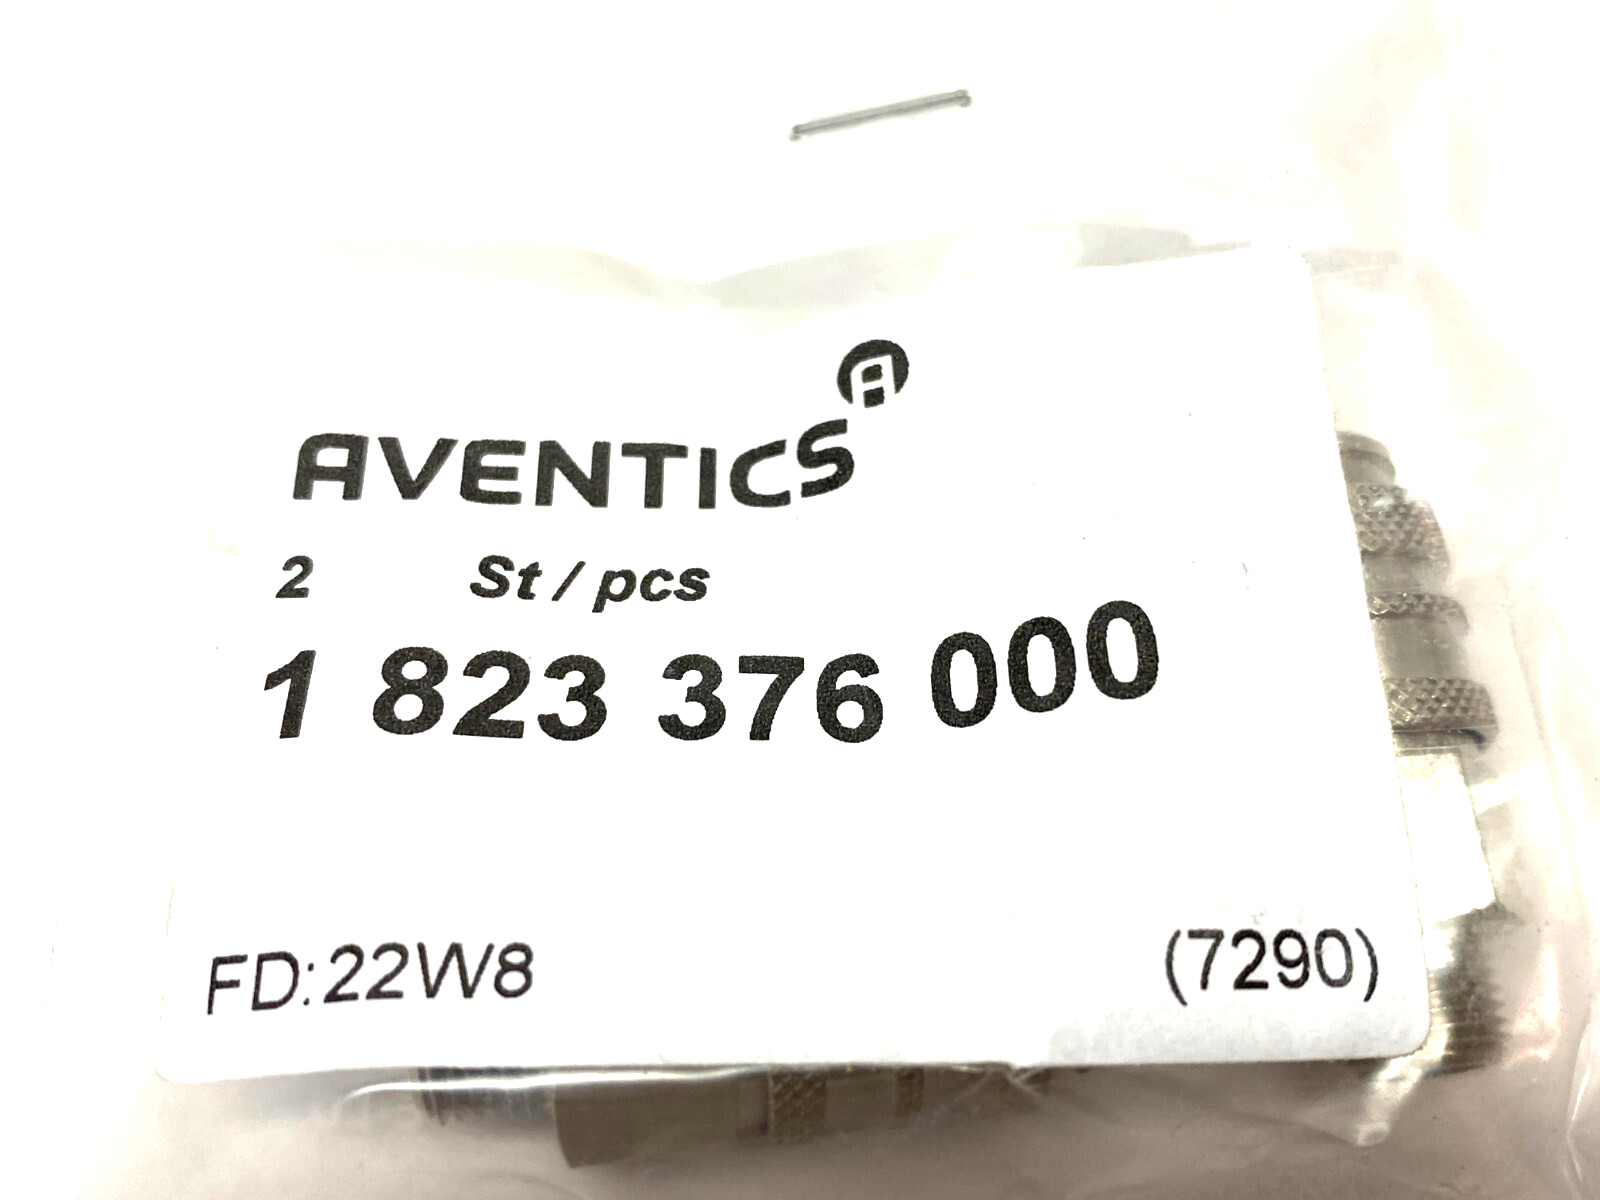 AVENTICS
2 St / pcs
1 823 376 000
FD:22W8 (7290)